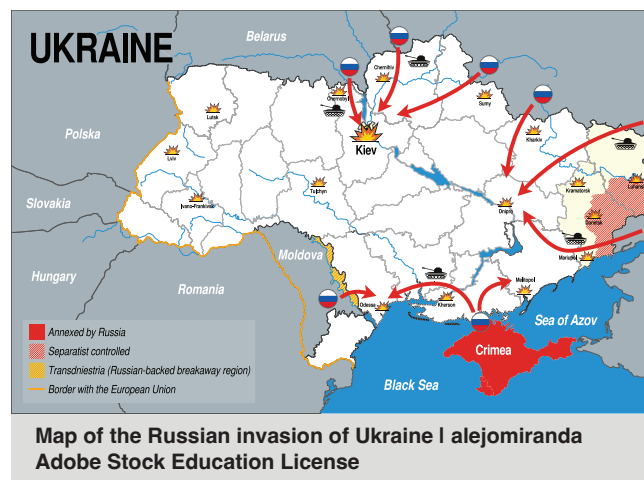 UKRAINE
Belarus
Chernihiv
Chernobyl
Sumy
Lutsk
Polska
Kiev
Kharkiv
Lviv
Slovakia
Kramatorsk
Luhansk
Tulchyn
Ivano-Frankivsk
Dnipro
Donetsk
Moldova
Hungary
Mariupol
Romania
Melitopol
Odessa
Kherson
Sea of Azov
Annexed by Russia
Separatist controlled
Transdniestria (Russian-backed breakaway region)
Border with the European Union
Crimea
Black Sea
Map of the Russian invasion of Ukraine | alejomiranda
Adobe Stock Education License